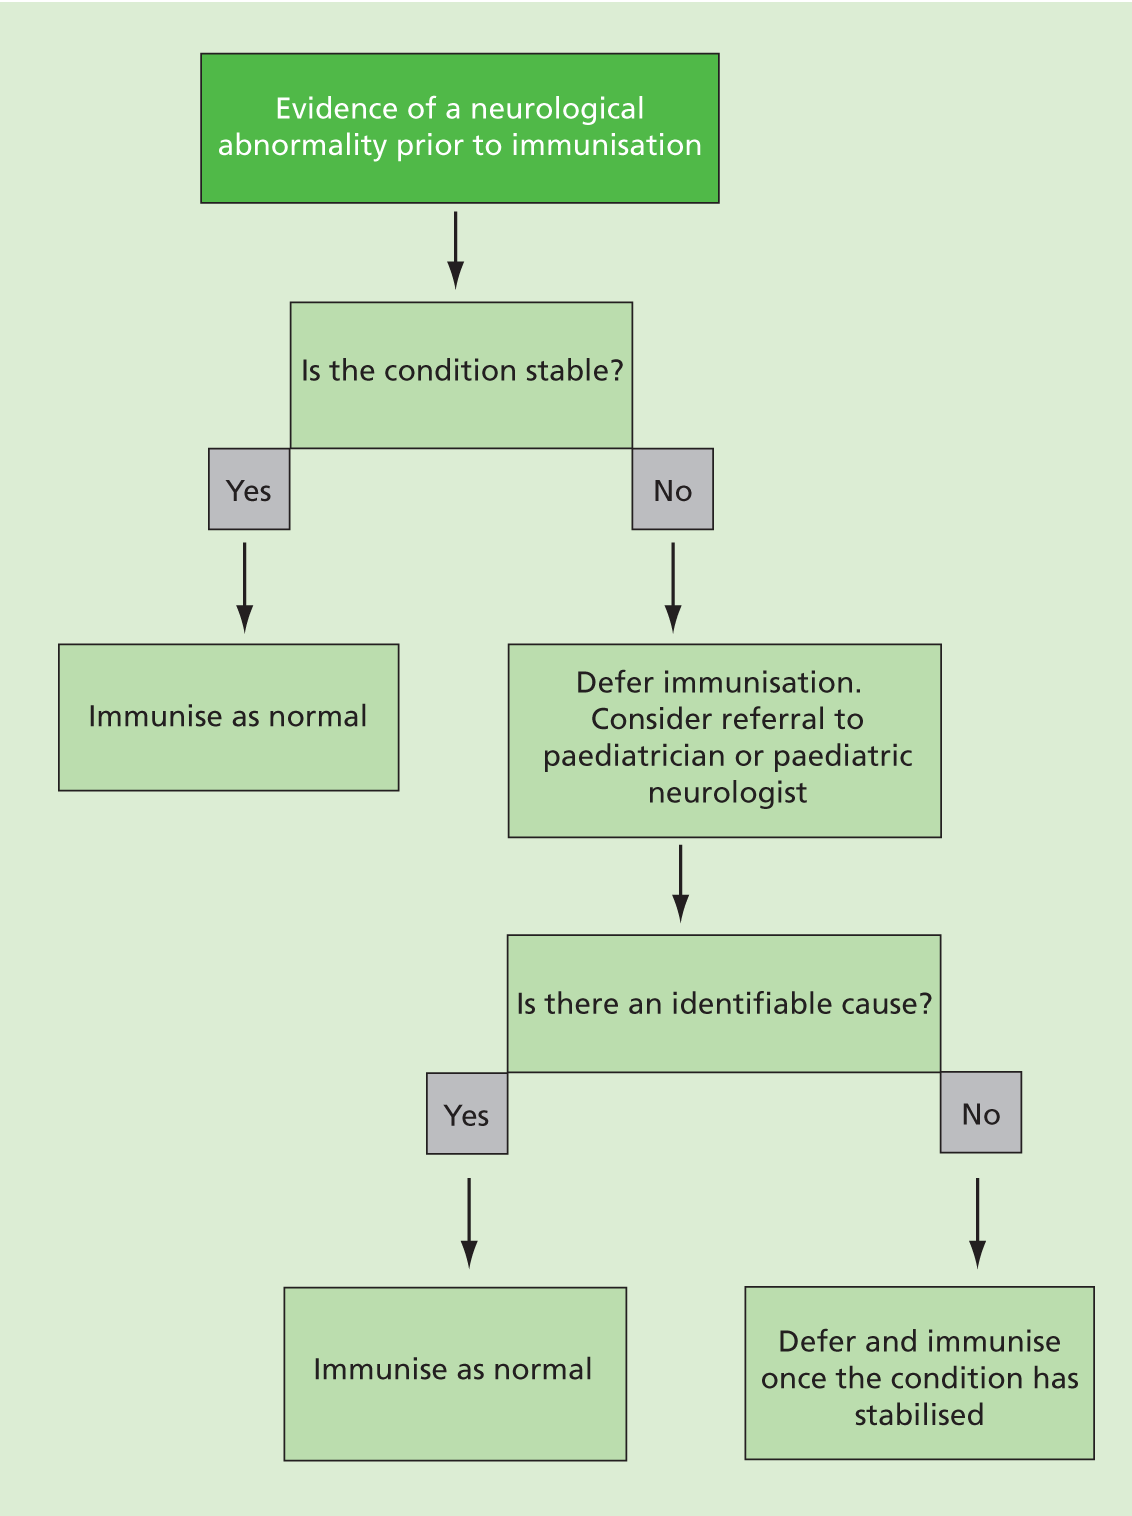 Evidence of a neurological
abnormality prior to immunisation
Is the condition stable?
Yes
No
Immunise as normal
Defer immunisation.
Consider referral to
paediatrician or paediatric
neurologist
Is there an identifiable cause?
Yes
No
Immunise as normal
Defer and immunise
once the condition has
stabilised